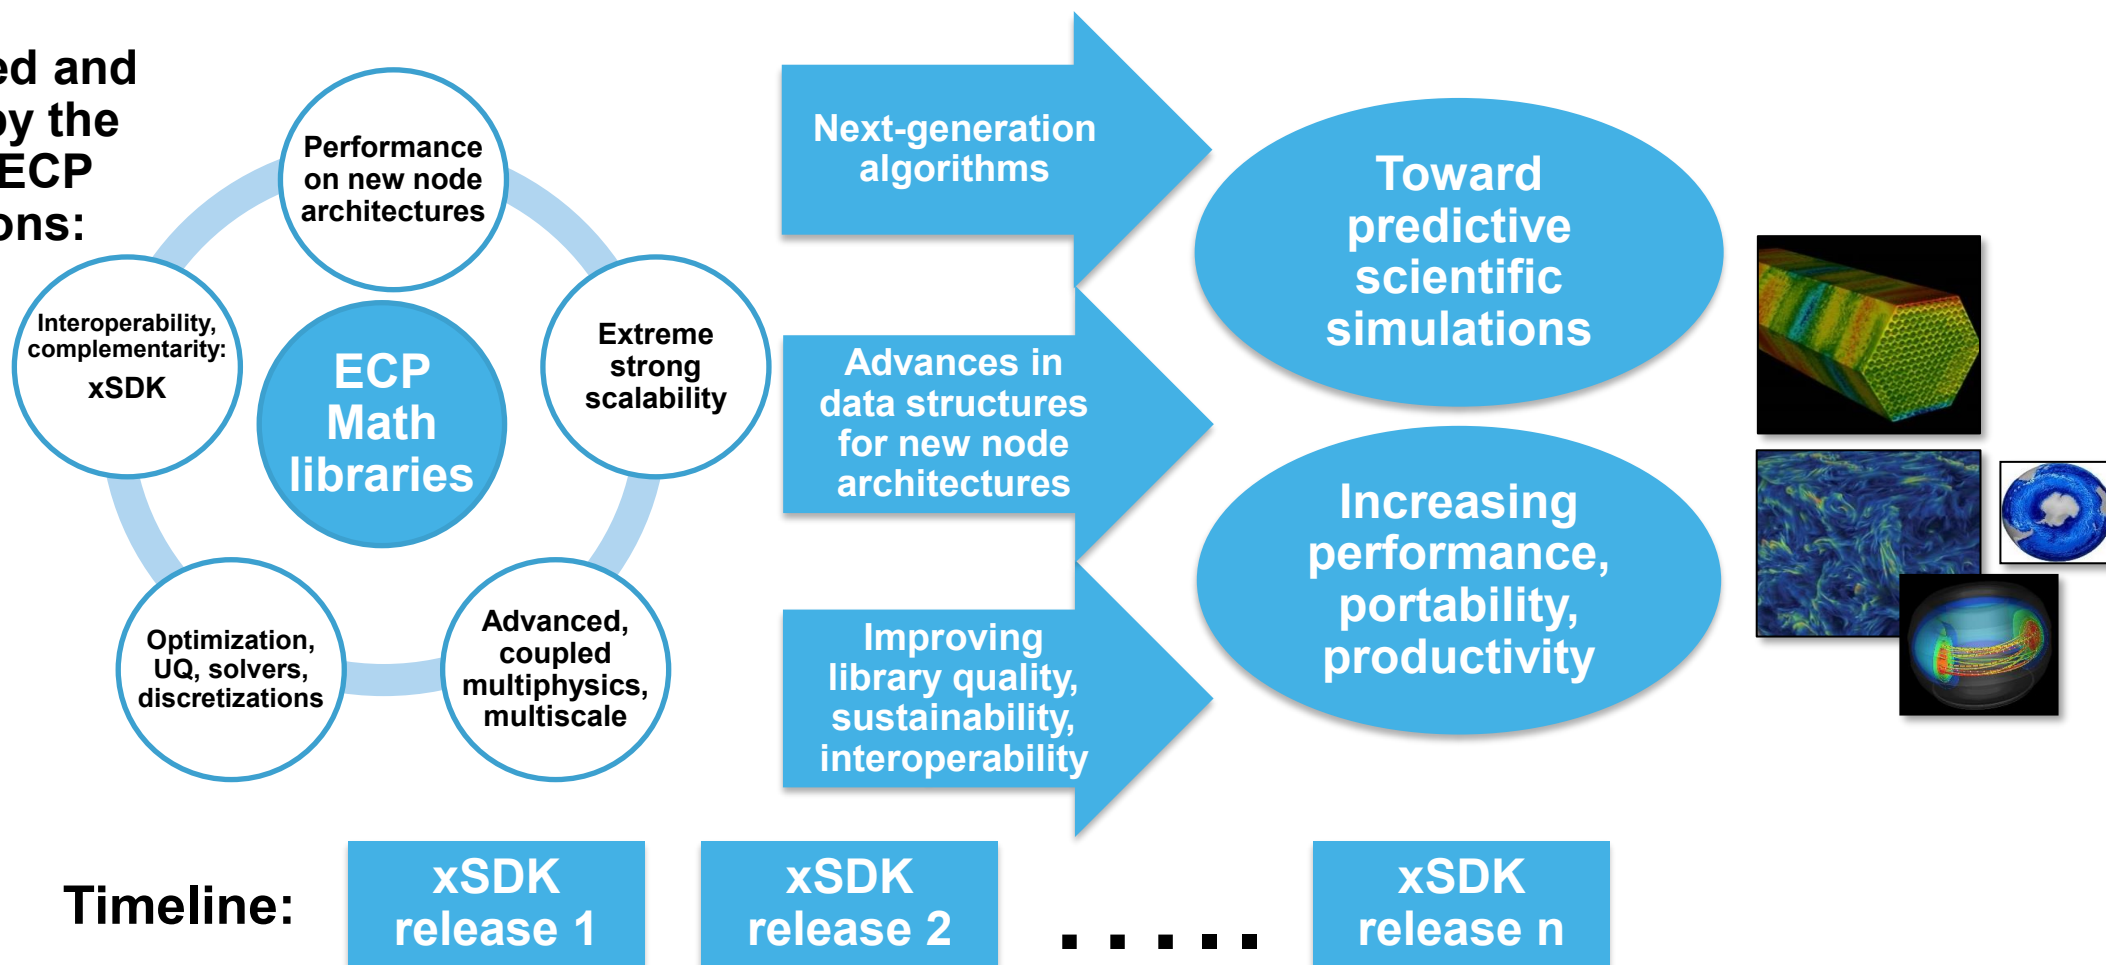 and
by the
ECP
Performance
on new node
architectures
Interoperability,
complementarity:
xSDK
ECP
Math
libraries
Extreme
strong
scalability
Optimization,
UQ, solvers,
discretizations
Advanced,
coupled
multiphysics,
multiscale
Next-generation
algorithms
Advances in
data structures
for new node
architectures
Improving
library quality,
sustainability,
interoperability
Toward
predictive
scientific
simulations
Increasing
performance,
portability,
productivity
Timeline:
xSDK
release 1
xSDK
release 2
. . . . .
xSDK
release n